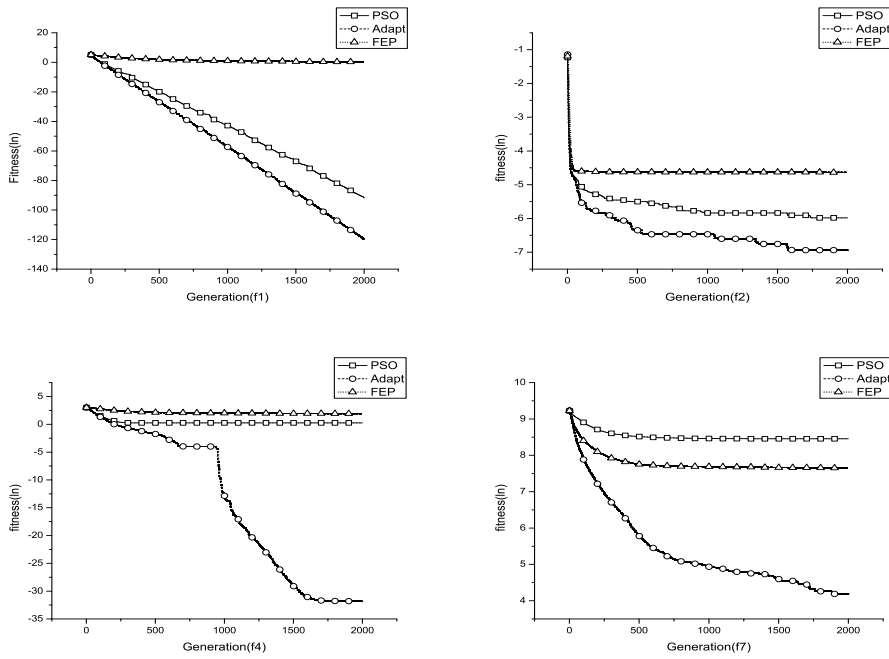 PSO
Adapt
FEP
20
0
-20
-40
-60
-80
-100
-120
-140
Fitness(ln)
0 500 1000 1500 2000
Generation(f1)
PSO
Adapt
FEP
-1
-2
-3
-4
-5
-6
-7
fitness(ln)
0 500 1000 1500 2000
Generation(f2)
PSO
Adapt
FEP
5
0
-5
-10
-15
-20
-25
-30
-35
fitness(ln)
0 500 1000 1500 2000
Generation(f4)
PSO
Adapt
FEP
10
9
8
7
6
5
4
fitness(ln)
0 500 1000 1500 2000
Generation(f7)